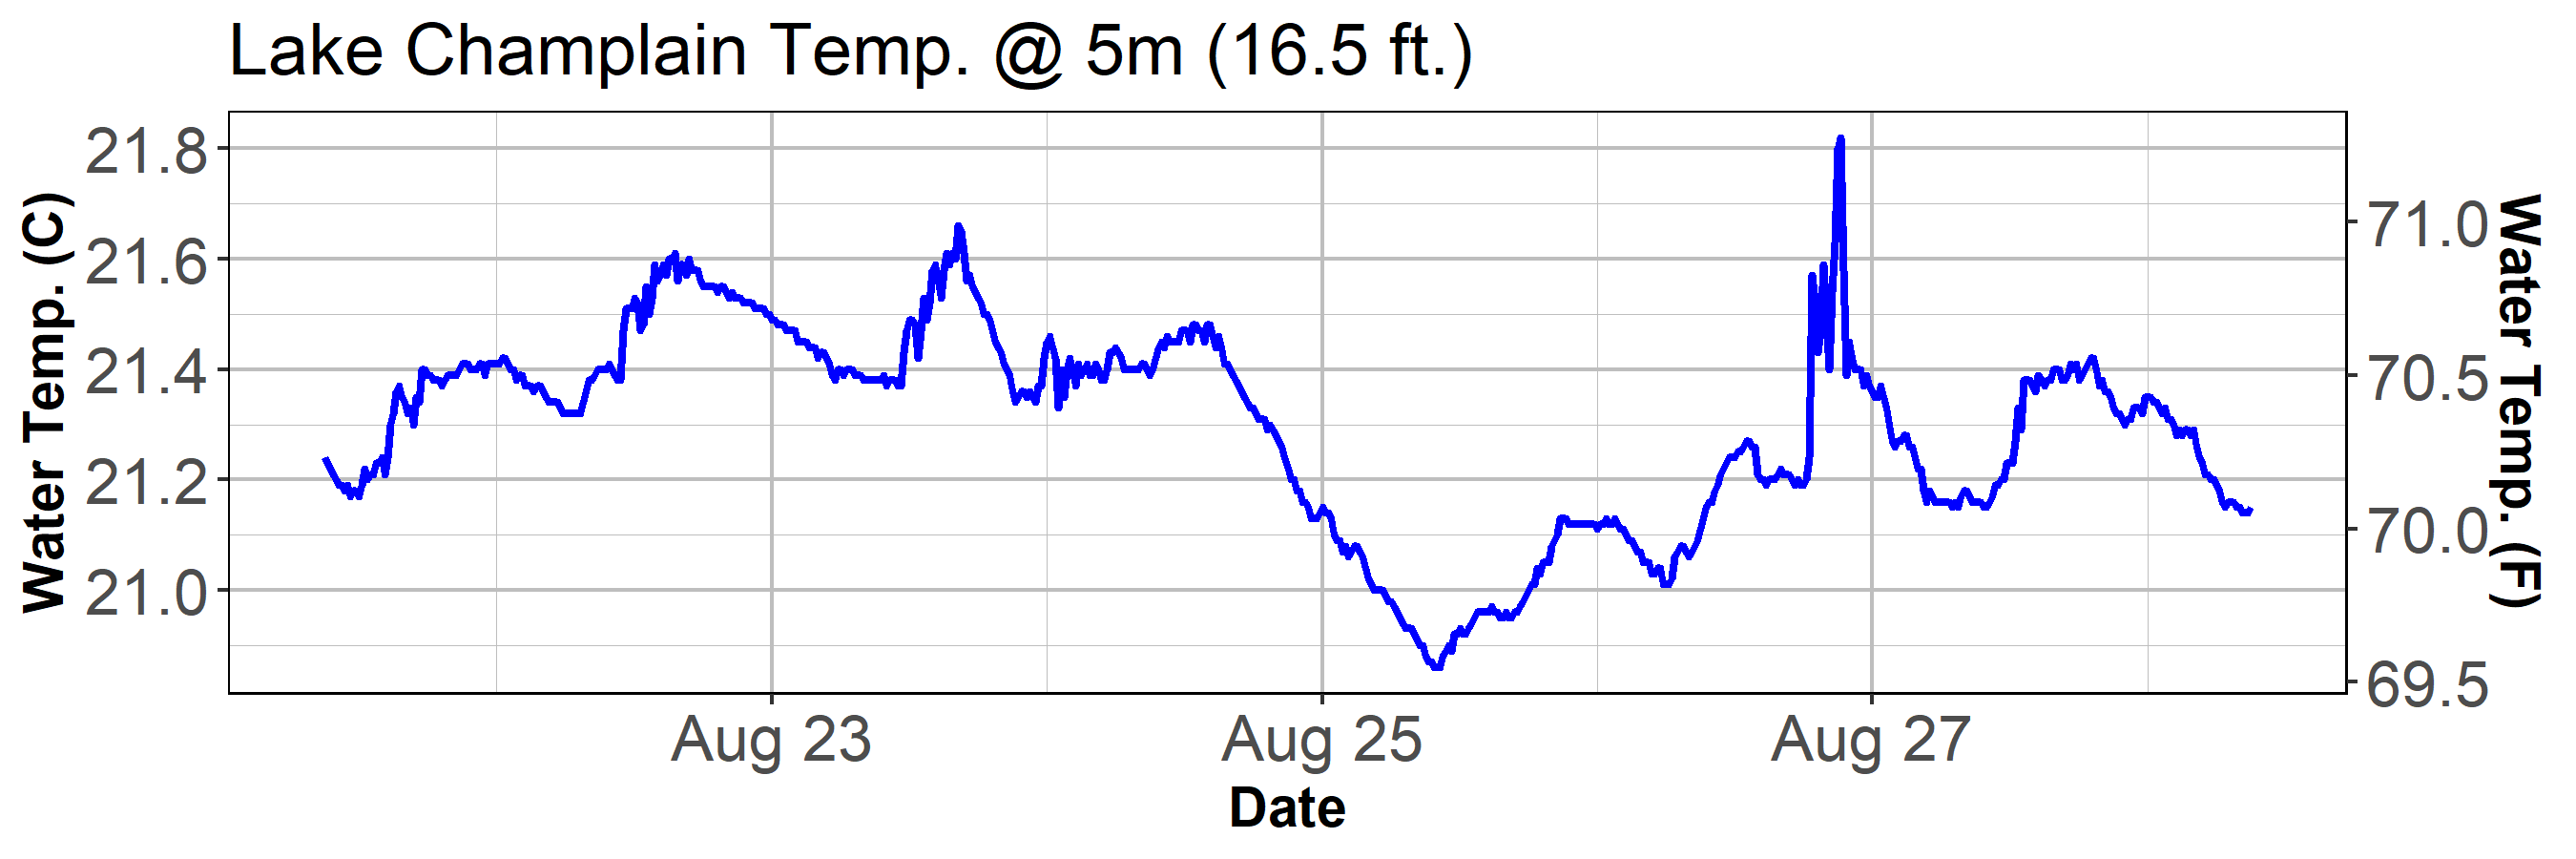 Lake Champlain Temp. @ 5m (16.5 ft.)
Water Temp. (C)
21.8
21.6
21.4
21.2
21.0
71.0
70.5
70.0
69.5
Water Temp. (F)
Aug 23
Aug 25
Aug 27
Date